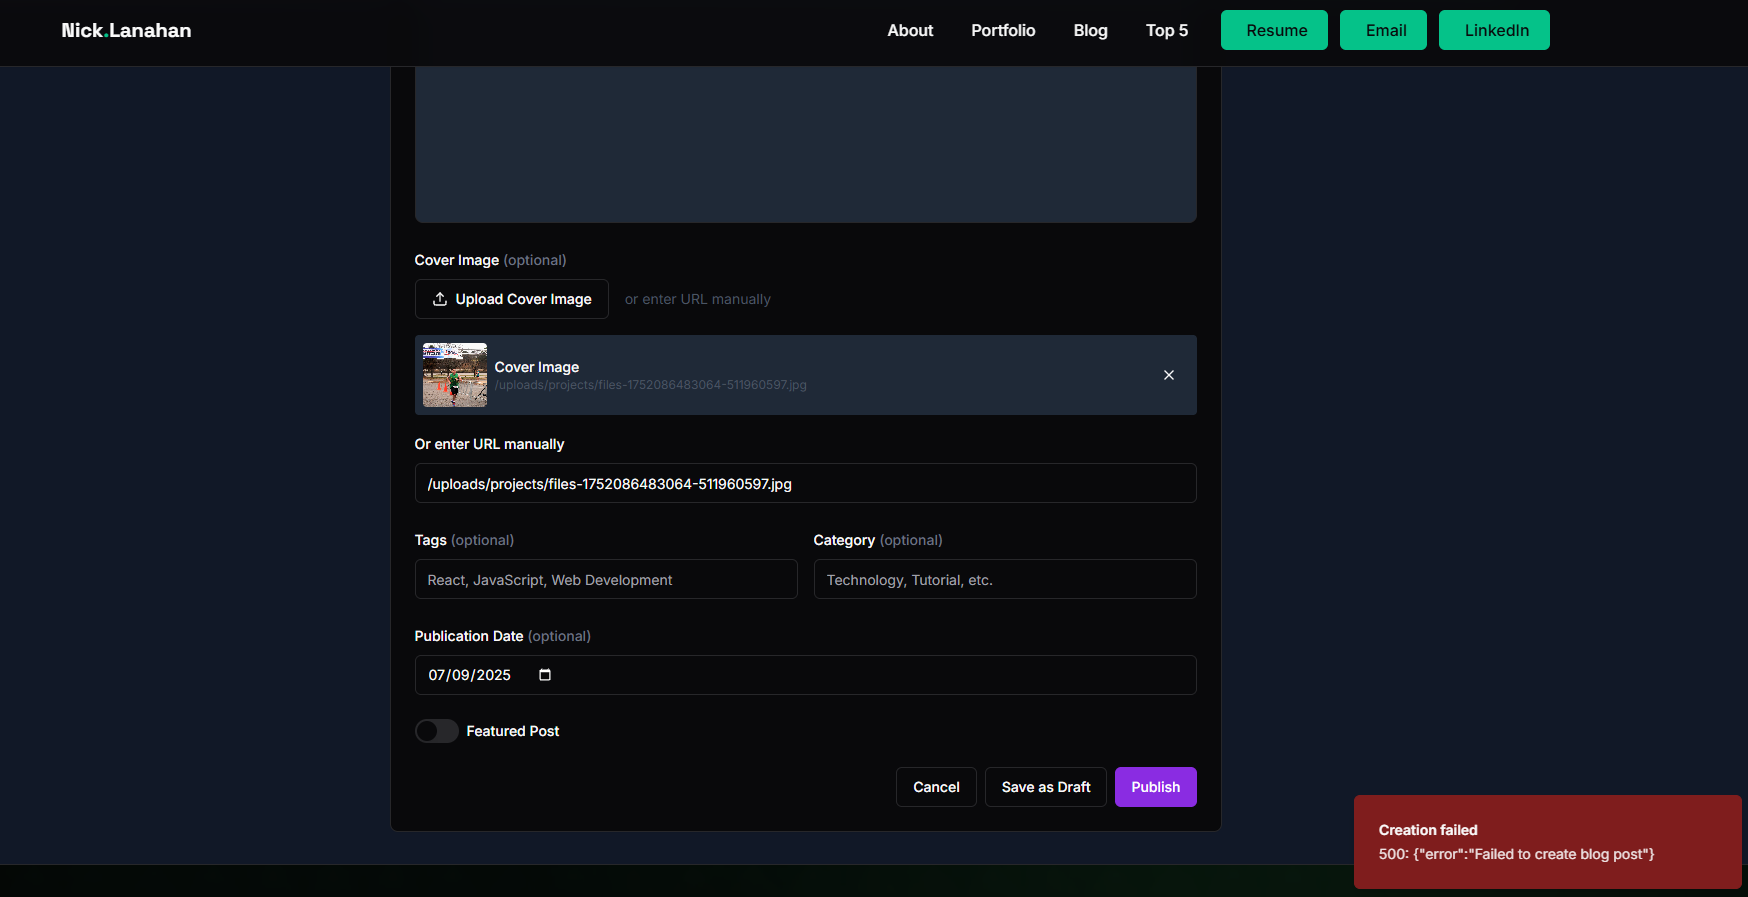 Nick.Lanahan
About
Portfolio
Blog
Top 5
Resume
Email
LinkedIn
Cover Image (optional)
Upload Cover Image
or enter URL manually
Cover Image
/uploads/projects/files-1752086483064-511960597.jpg
Or enter URL manually
/uploads/projects/files-1752086483064-511960597.jpg
Tags (optional)
React, JavaScript, Web Development
Category (optional)
Technology, Tutorial, etc.
Publication Date (optional)
07/09/2025
Featured Post
Cancel
Save as Draft
Publish
Creation failed
500: {"error":"Failed to create blog post"}